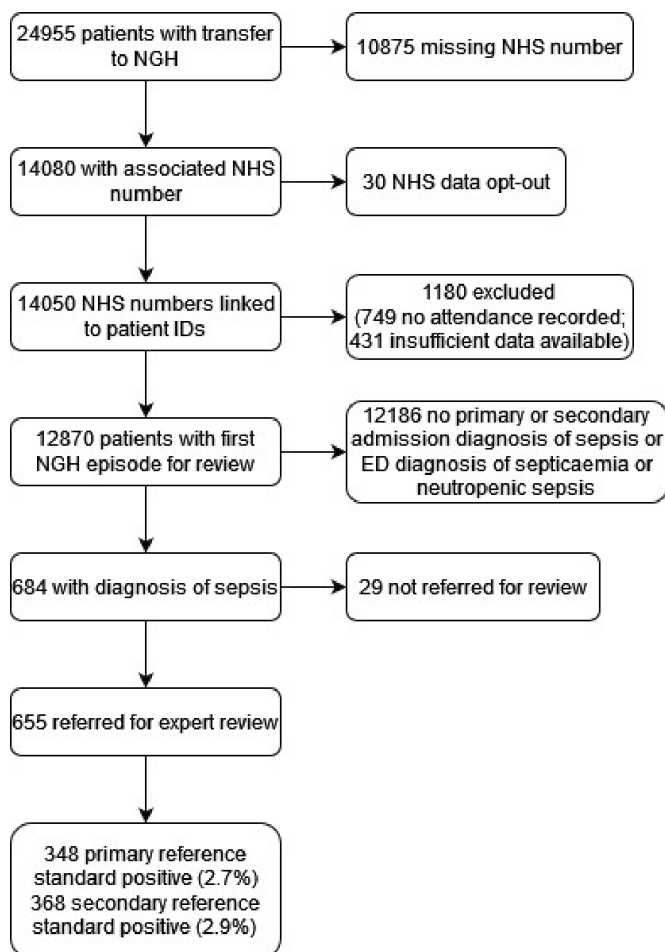 24955 patients with transfer
to NGH
10875 missing NHS number
14080 with associated NHS
number
30 NHS data opt-out
14050 NHS numbers linked
to patient IDs
1180 excluded
(749 no attendance recorded;
431 insufficient data available)
12870 patients with first
NGH episode for review
12186 no primary or secondary
admission diagnosis of sepsis or
ED diagnosis of septicaemia or
neutropenic sepsis
684 with diagnosis of sepsis
29 not referred for review
655 referred for expert review
348 primary reference
standard positive (2.7%)
368 secondary reference
standard positive (2.9%)